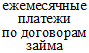 ежемесячные
платежи
по договорам
займа